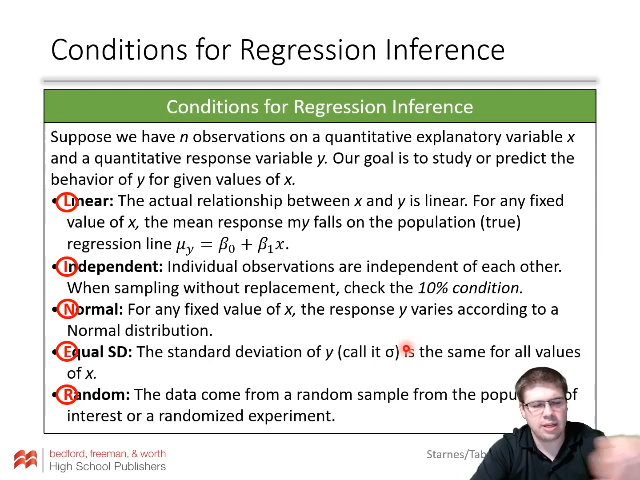 Conditions for Regression Inference
Conditions for Regression Inference
Suppose we have n observations on a quantitative explanatory variable x
and a quantitative response variable y. Our goal is to study or predict the
behavior of y for given values of x.
• Linear: The actual relationship between x and y is linear. For any fixed
value of x, the mean response my falls on the population (true)
regression line μy = β0 + β1x.
• Independent: Individual observations are independent of each other.
When sampling without replacement, check the 10% condition.
• Normal: For any fixed value of x, the response y varies according to a
Normal distribution.
• Equal SD: The standard deviation of y (call it σ) is the same for all values
of x.
• Random: The data come from a random sample from the of
interest or a randomized experiment.
bedford, freeman, & worth
High School Publishers
Starnes/